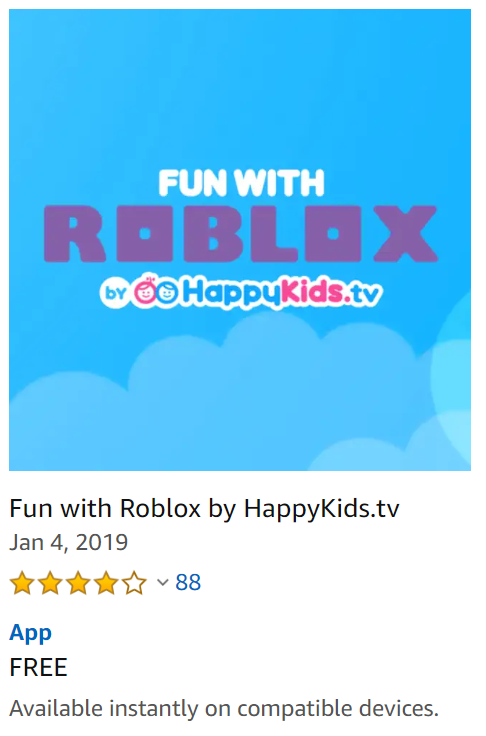 FUN WITH
ROBLOX
by HappyKids.tv
Fun with Roblox by HappyKids.tv
Jan 4, 2019
88
App
FREE
Available instantly on compatible devices.